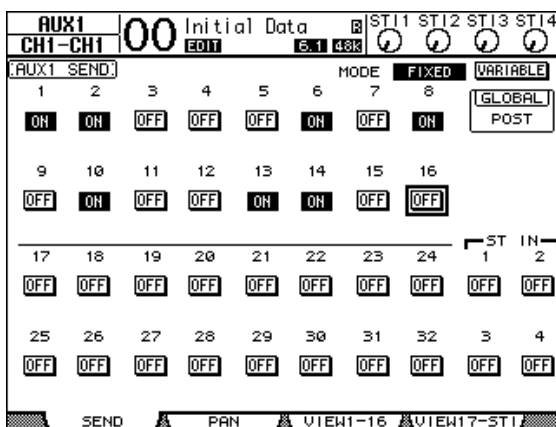 AUX1 00 Initial Data R STI1 STI2 STI3 STI4
CH1-CH1 EDIT 6.1 48K
AUX1 SEND MODE FIXED VARIABLE
1 2 3 4 5 6 7 8 GLOBAL
ON ON OFF OFF OFF ON OFF ON POST
9 10 11 12 13 14 15 16
OFF ON OFF OFF ON ON OFF OFF
ST IN
17 18 19 20 21 22 23 24 1 2
OFF OFF OFF OFF OFF OFF OFF OFF OFF OFF
25 26 27 28 29 30 31 32 3 4
OFF OFF OFF OFF OFF OFF OFF OFF OFF OFF
SEND PAN VIEW1-16 VIEW17-STI